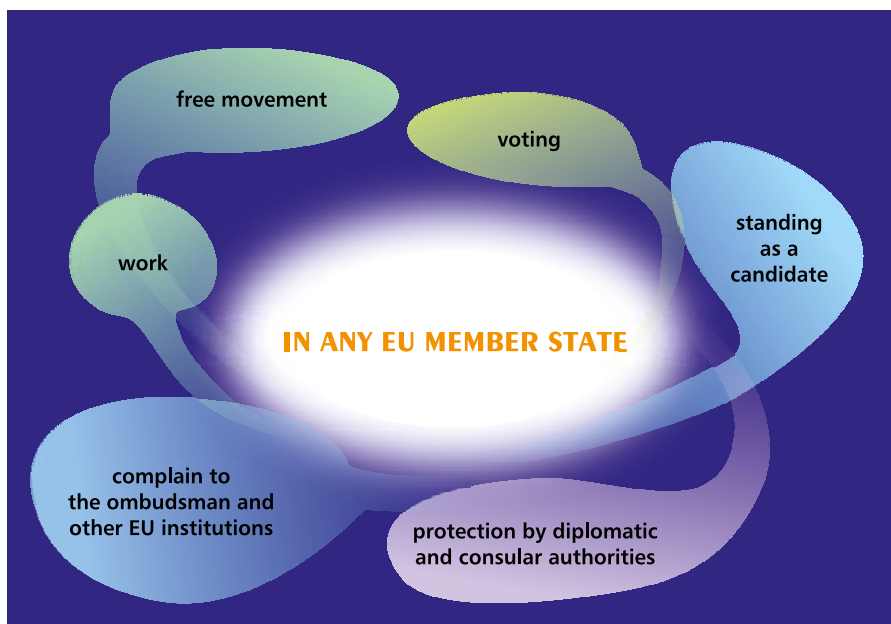 free movement
voting
standing
as a
candidate
work
IN ANY EU MEMBER STATE
complain to
the ombudsman and
other EU institutions
protection by diplomatic
and consular authorities